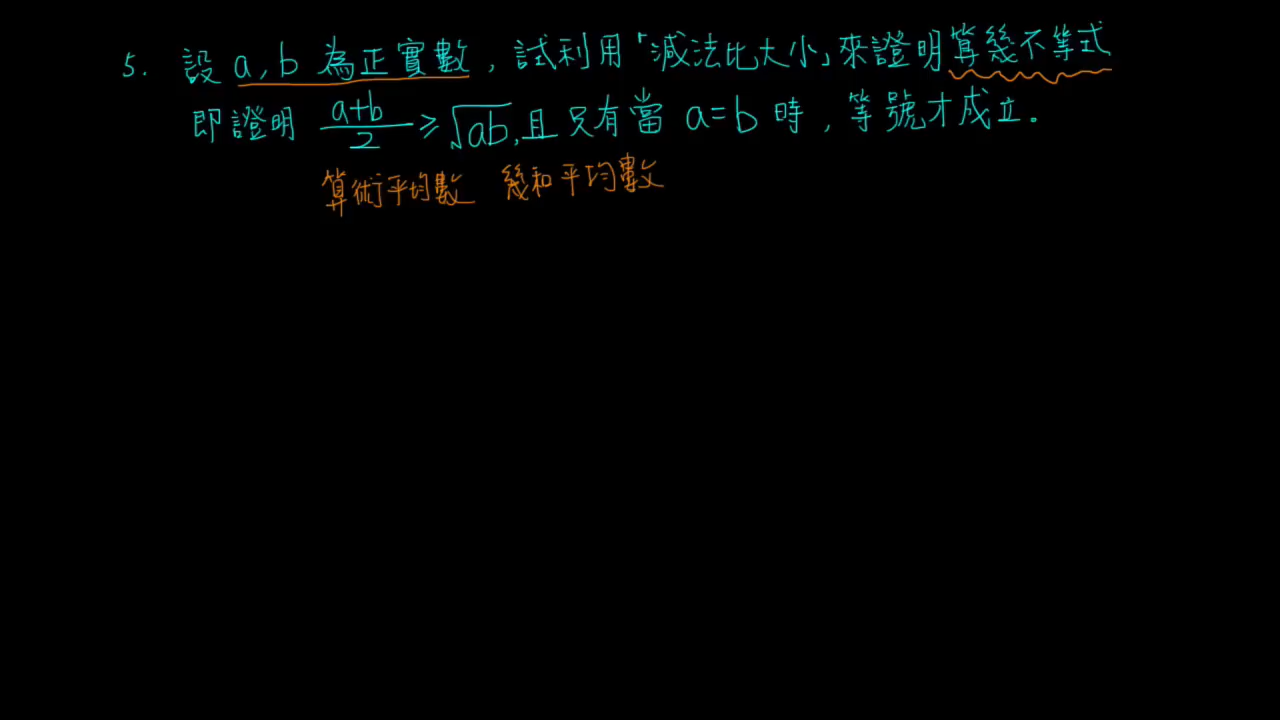 5. 設 a, b 為正實數, 試利用「減法比大小」來證明算幾不等式
即證明 (a+b)/2 ≥ √ab, 且只有當 a=b 時, 等號才成立。
算術平均數 幾和平均數